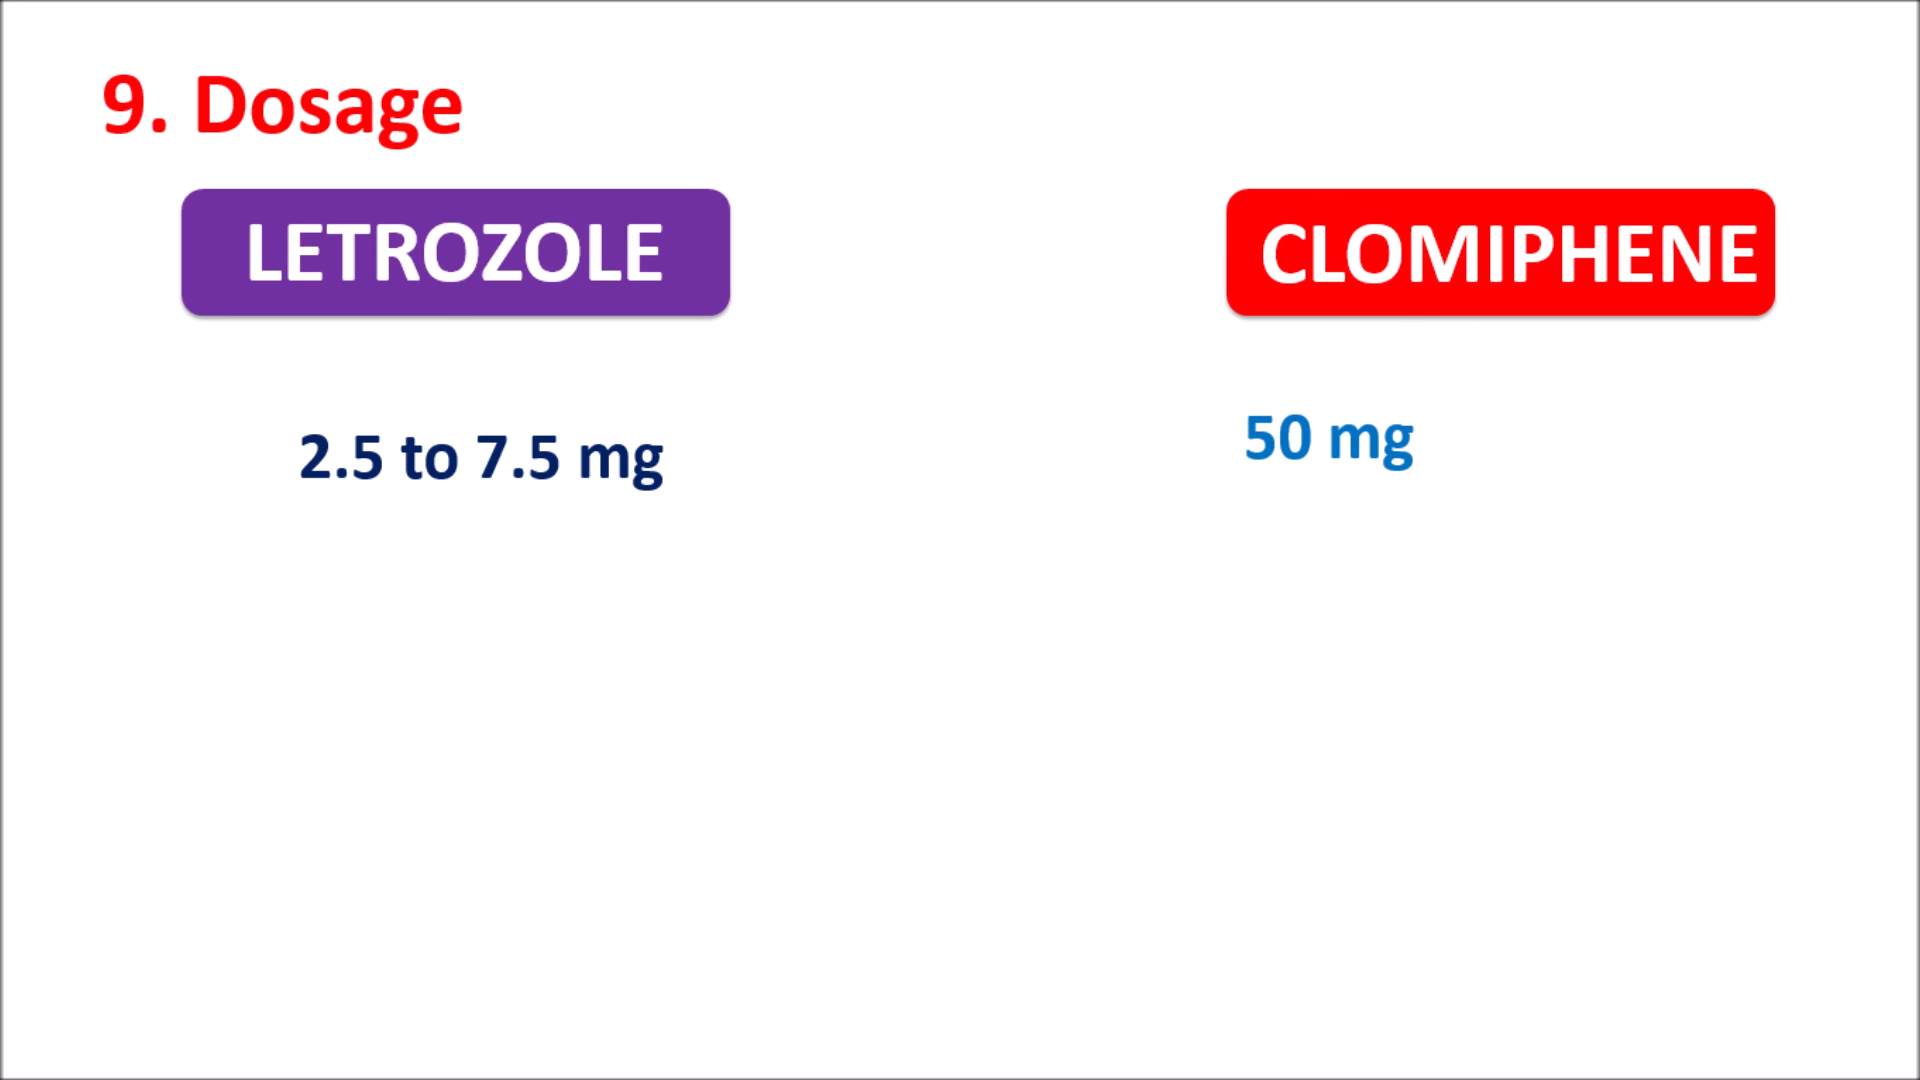 9. Dosage
LETROZOLE
CLOMIPHENE
2.5 to 7.5 mg
50 mg